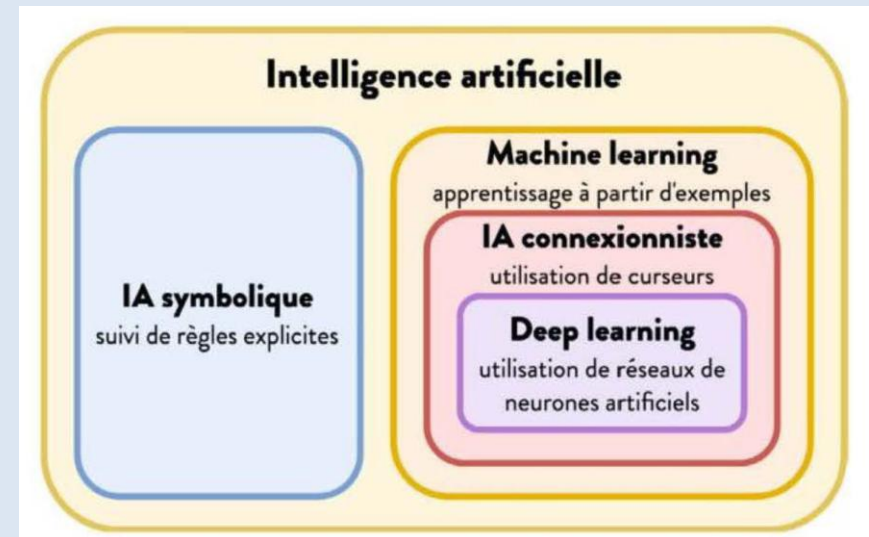 Intelligence artificielle
IA symbolique
suivi de règles explicites
Machine learning
apprentissage à partir d'exemples
IA connexionniste
utilisation de curseurs
Deep learning
utilisation de réseaux de
neurones artificiels